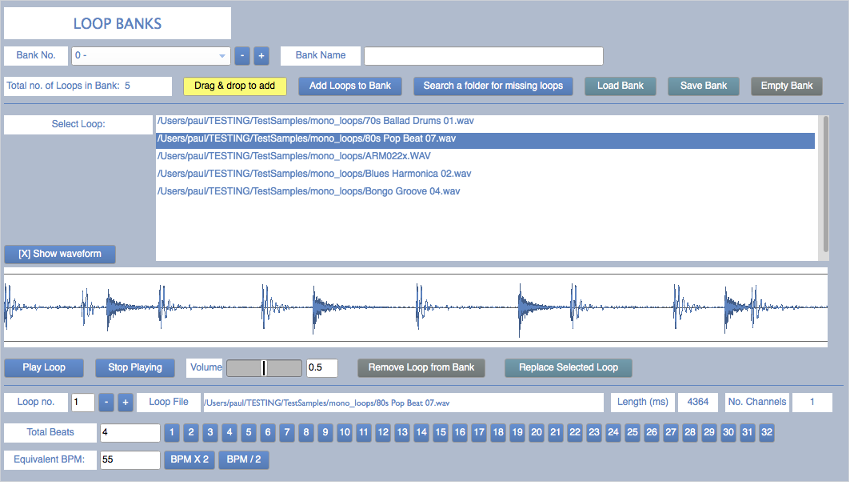 LOOP BANKS
Bank No. 0 - - + Bank Name
Total no. of Loops in Bank: 5 Drag & drop to add Add Loops to Bank Search a folder for missing loops Load Bank Save Bank Empty Bank
Select Loop: /Users/paul/TESTING/TestSamples/mono_loops/70s Ballad Drums 01.wav
/Users/paul/TESTING/TestSamples/mono_loops/80s Pop Beat 07.wav
/Users/paul/TESTING/TestSamples/mono_loops/ARM022x.WAV
/Users/paul/TESTING/TestSamples/mono_loops/Blues Harmonica 02.wav
/Users/paul/TESTING/TestSamples/mono_loops/Bongo Groove 04.wav
[X] Show waveform
Play Loop Stop Playing Volume 0.5 Remove Loop from Bank Replace Selected Loop
Loop no. 1 - + Loop File /Users/paul/TESTING/TestSamples/mono_loops/80s Pop Beat 07.wav Length (ms) 4364 No. Channels 1
Total Beats 4 1 2 3 4 5 6 7 8 9 10 11 12 13 14 15 16 17 18 19 20 21 22 23 24 25 26 27 28 29 30 31 32
Equivalent BPM: 55 BPM X 2 BPM / 2